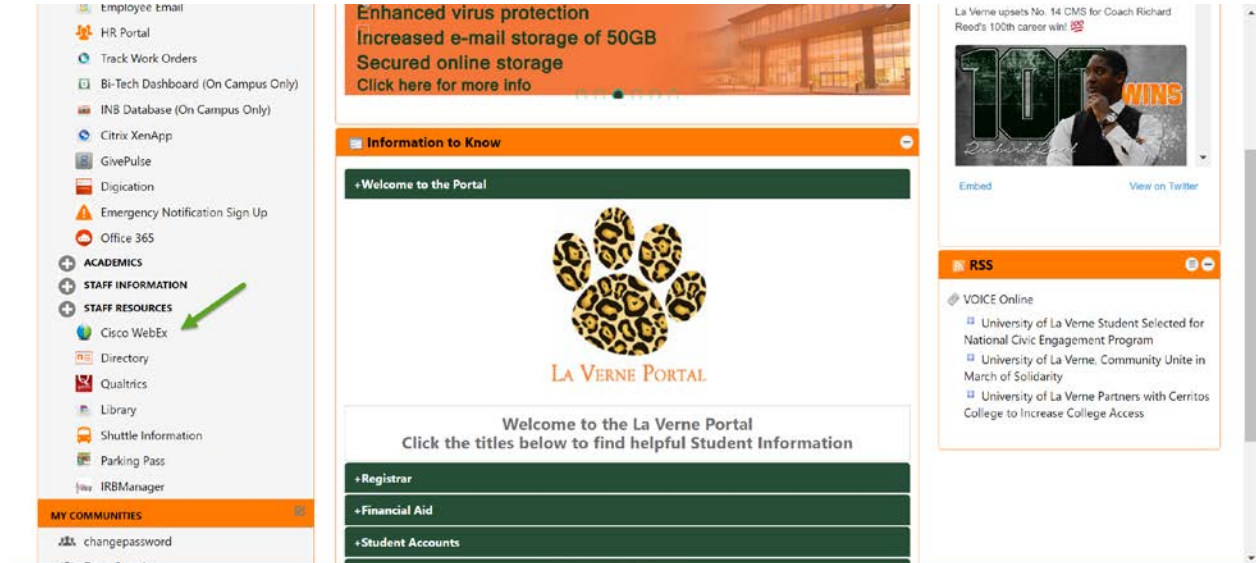 Employee Email
HR Portal
Track Work Orders
Bi-Tech Dashboard (On Campus Only)
INB Database (On Campus Only)
Citrix XenApp
GivePulse
Digication
Emergency Notification Sign Up
Office 365
ACADEMICS
STAFF INFORMATION
STAFF RESOURCES
Cisco WebEx
Directory
Qualtrics
Library
Shuttle Information
Parking Pass
IRBManager
MY COMMUNITIES
changepassword
Enhanced virus protection
Increased e-mail storage of 50GB
Secured online storage
Click here for more info
Information to Know
+Welcome to the Portal
LA VERNE PORTAL
Welcome to the La Verne Portal
Click the titles below to find helpful Student Information
+Registrar
+Financial Aid
+Student Accounts
La Verne upsets No. 14 CMS for Coach Richard
Reed's 100th career win! 💯
100 WINS
Richard Reed
Embed View on Twitter
RSS
VOICE Online
University of La Verne Student Selected for
National Civic Engagement Program
University of La Verne, Community Unite in
March of Solidarity
University of La Verne Partners with Cerritos
College to Increase College Access